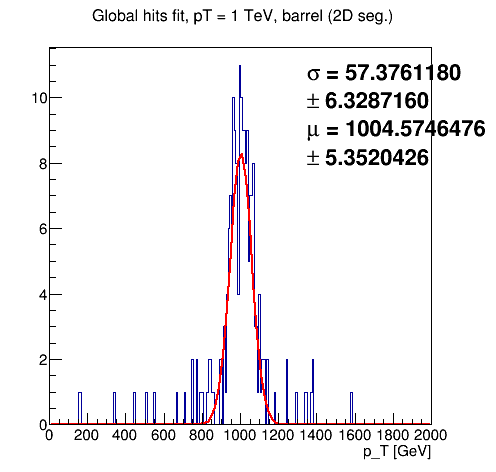 Global hits fit, pT = 1 TeV, barrel (2D seg.)
σ = 57.3761180
± 6.3287160
μ = 1004.5746476
± 5.3520426
10
8
6
4
2
0
0 200 400 600 800 1000 1200 1400 1600 1800 2000
p_T [GeV]